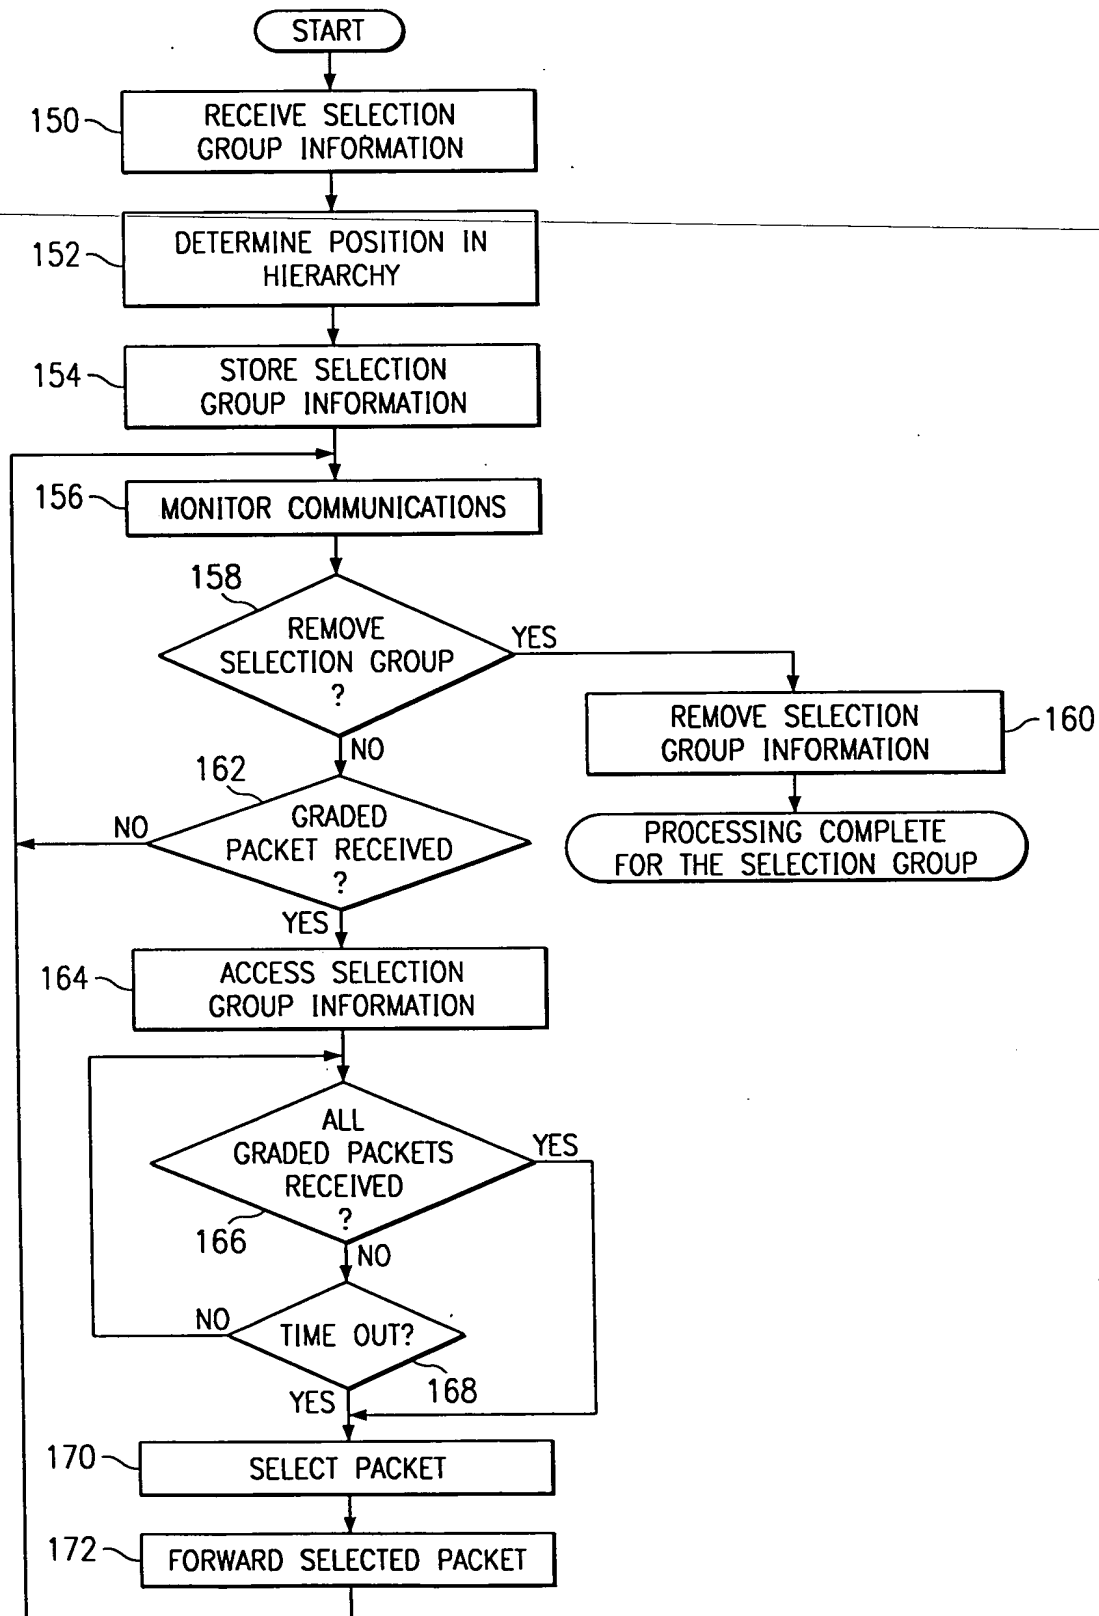 START
150
RECEIVE SELECTION
GROUP INFORMATION
152
DETERMINE POSITION IN
HIERARCHY
154
STORE SELECTION
GROUP INFORMATION
156
MONITOR COMMUNICATIONS
158
REMOVE
SELECTION GROUP
?
YES
NO
REMOVE SELECTION
GROUP INFORMATION
160
PROCESSING COMPLETE
FOR THE SELECTION GROUP
162
GRADED
PACKET RECEIVED
?
NO
YES
164
ACCESS SELECTION
GROUP INFORMATION
ALL
GRADED PACKETS
RECEIVED
?
YES
166
NO
NO
TIME OUT?
168
YES
170
SELECT PACKET
172
FORWARD SELECTED PACKET